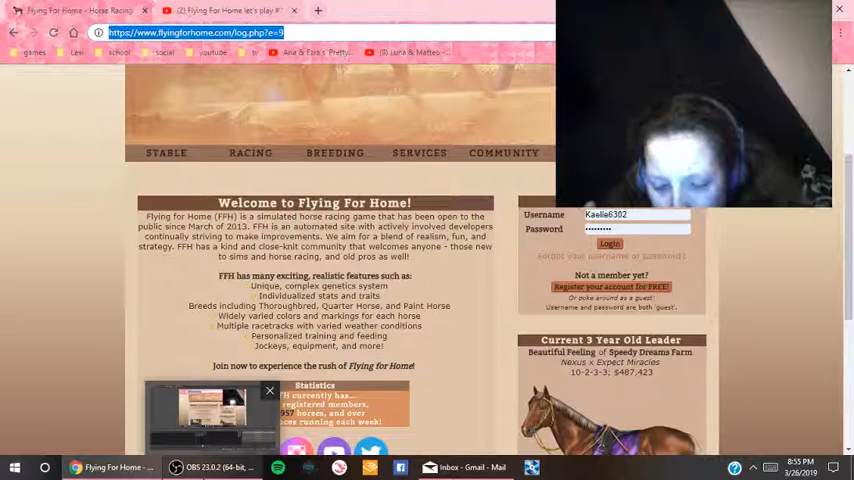 Flying For Home - Horse Racing
(2) Flying For Home let's play #
https://www.flyingforhome.com/log.php?e=9
games Lexi school social youtube tv Ana & Ezra's 'Pretty... (9) Luna & Matteo -...
STABLE RACING BREEDING SERVICES COMMUNITY
Welcome to Flying For Home!
Flying for Home (FFH) is a simulated horse racing game that has been open to the
public since March of 2013. FFH is an automated site with actively involved developers
continually striving to make improvements. We aim for a blend of realism, fun, and
strategy. FFH has a kind and close-knit community that welcomes anyone - those new
to sims and horse racing, and old pros as well!
FFH has many exciting, realistic features such as:
Unique, complex genetics system
Individualized stats and traits
Breeds including Thoroughbred, Quarter Horse, and Paint Horse
Widely varied colors and markings for each horse
Multiple racetracks with varied weather conditions
Personalized training and feeding
Jockeys, equipment, and more!
Join now to experience the rush of Flying for Home!
Statistics
FH currently has...
registered members,
957 horses, and over
ces running each week!
Username Kaelle6302
Password •••••••••
Login
Forgot your username or password?
Not a member yet?
Register your account for FREE!
Or poke around as a guest!
Username and password are both 'guest'.
Current 3 Year Old Leader
Beautiful Feeling of Speedy Dreams Farm
Nexus x Expect Miracles
10-2-3-3; $487,423
Flying For Home - ...
OBS 23.0.2 (64-bit, ...
Inbox - Gmail - Mail
8:55 PM
3/26/2019